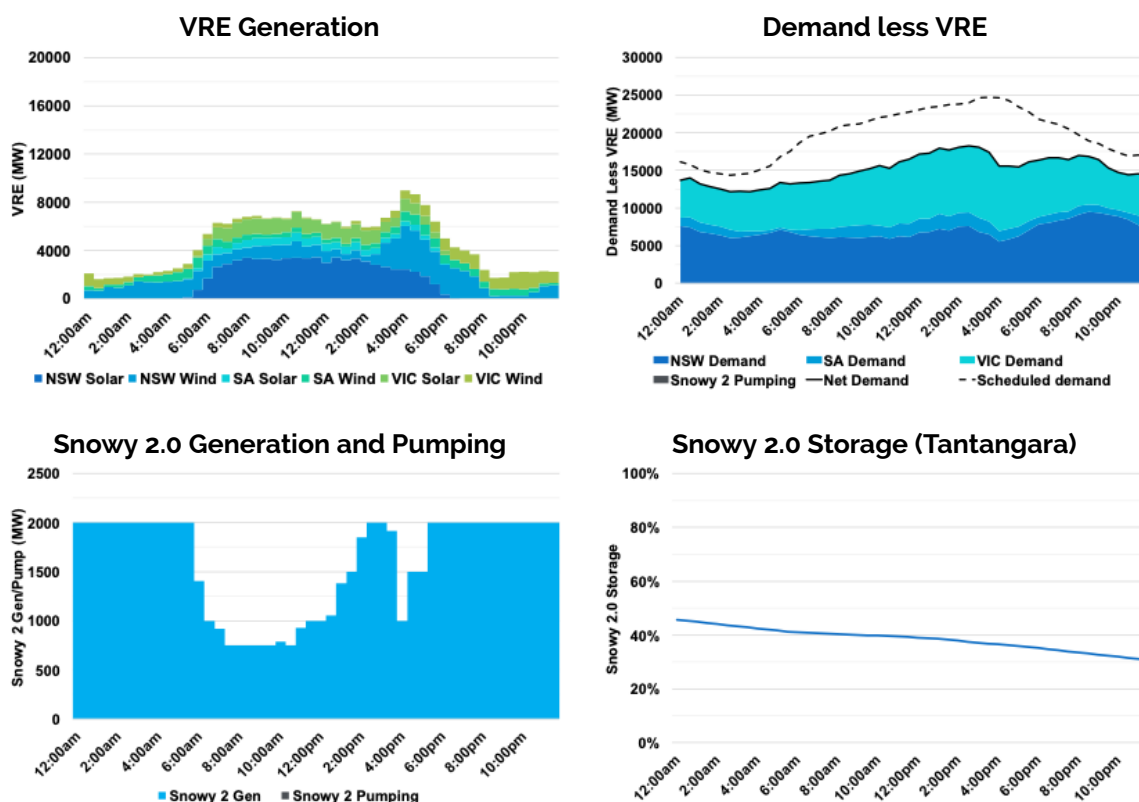 VRE Generation
20000
16000
12000
8000
4000
0
VRE (MW)
12:00am
2:00am
4:00am
6:00am
8:00am
10:00am
12:00pm
2:00pm
4:00pm
6:00pm
8:00pm
10:00pm
NSW Solar NSW Wind SA Solar SA Wind VIC Solar VIC Wind
Demand less VRE
30000
25000
20000
15000
10000
5000
0
Demand Less VRE (MW)
12:00am
2:00am
4:00am
6:00am
8:00am
10:00am
12:00pm
2:00pm
4:00pm
6:00pm
8:00pm
10:00pm
NSW Demand SA Demand VIC Demand
Snowy 2 Pumping Net Demand Scheduled demand
Snowy 2.0 Generation and Pumping
2500
2000
1500
1000
500
0
Snowy 2 Gen/Pump (MW)
12:00am
2:00am
4:00am
6:00am
8:00am
10:00am
12:00pm
2:00pm
4:00pm
6:00pm
8:00pm
10:00pm
Snowy 2 Gen Snowy 2 Pumping
Snowy 2.0 Storage (Tantangara)
100%
80%
60%
40%
20%
0%
Snowy 2.0 Storage
12:00am
2:00am
4:00am
6:00am
8:00am
10:00am
12:00pm
2:00pm
4:00pm
6:00pm
8:00pm
10:00pm